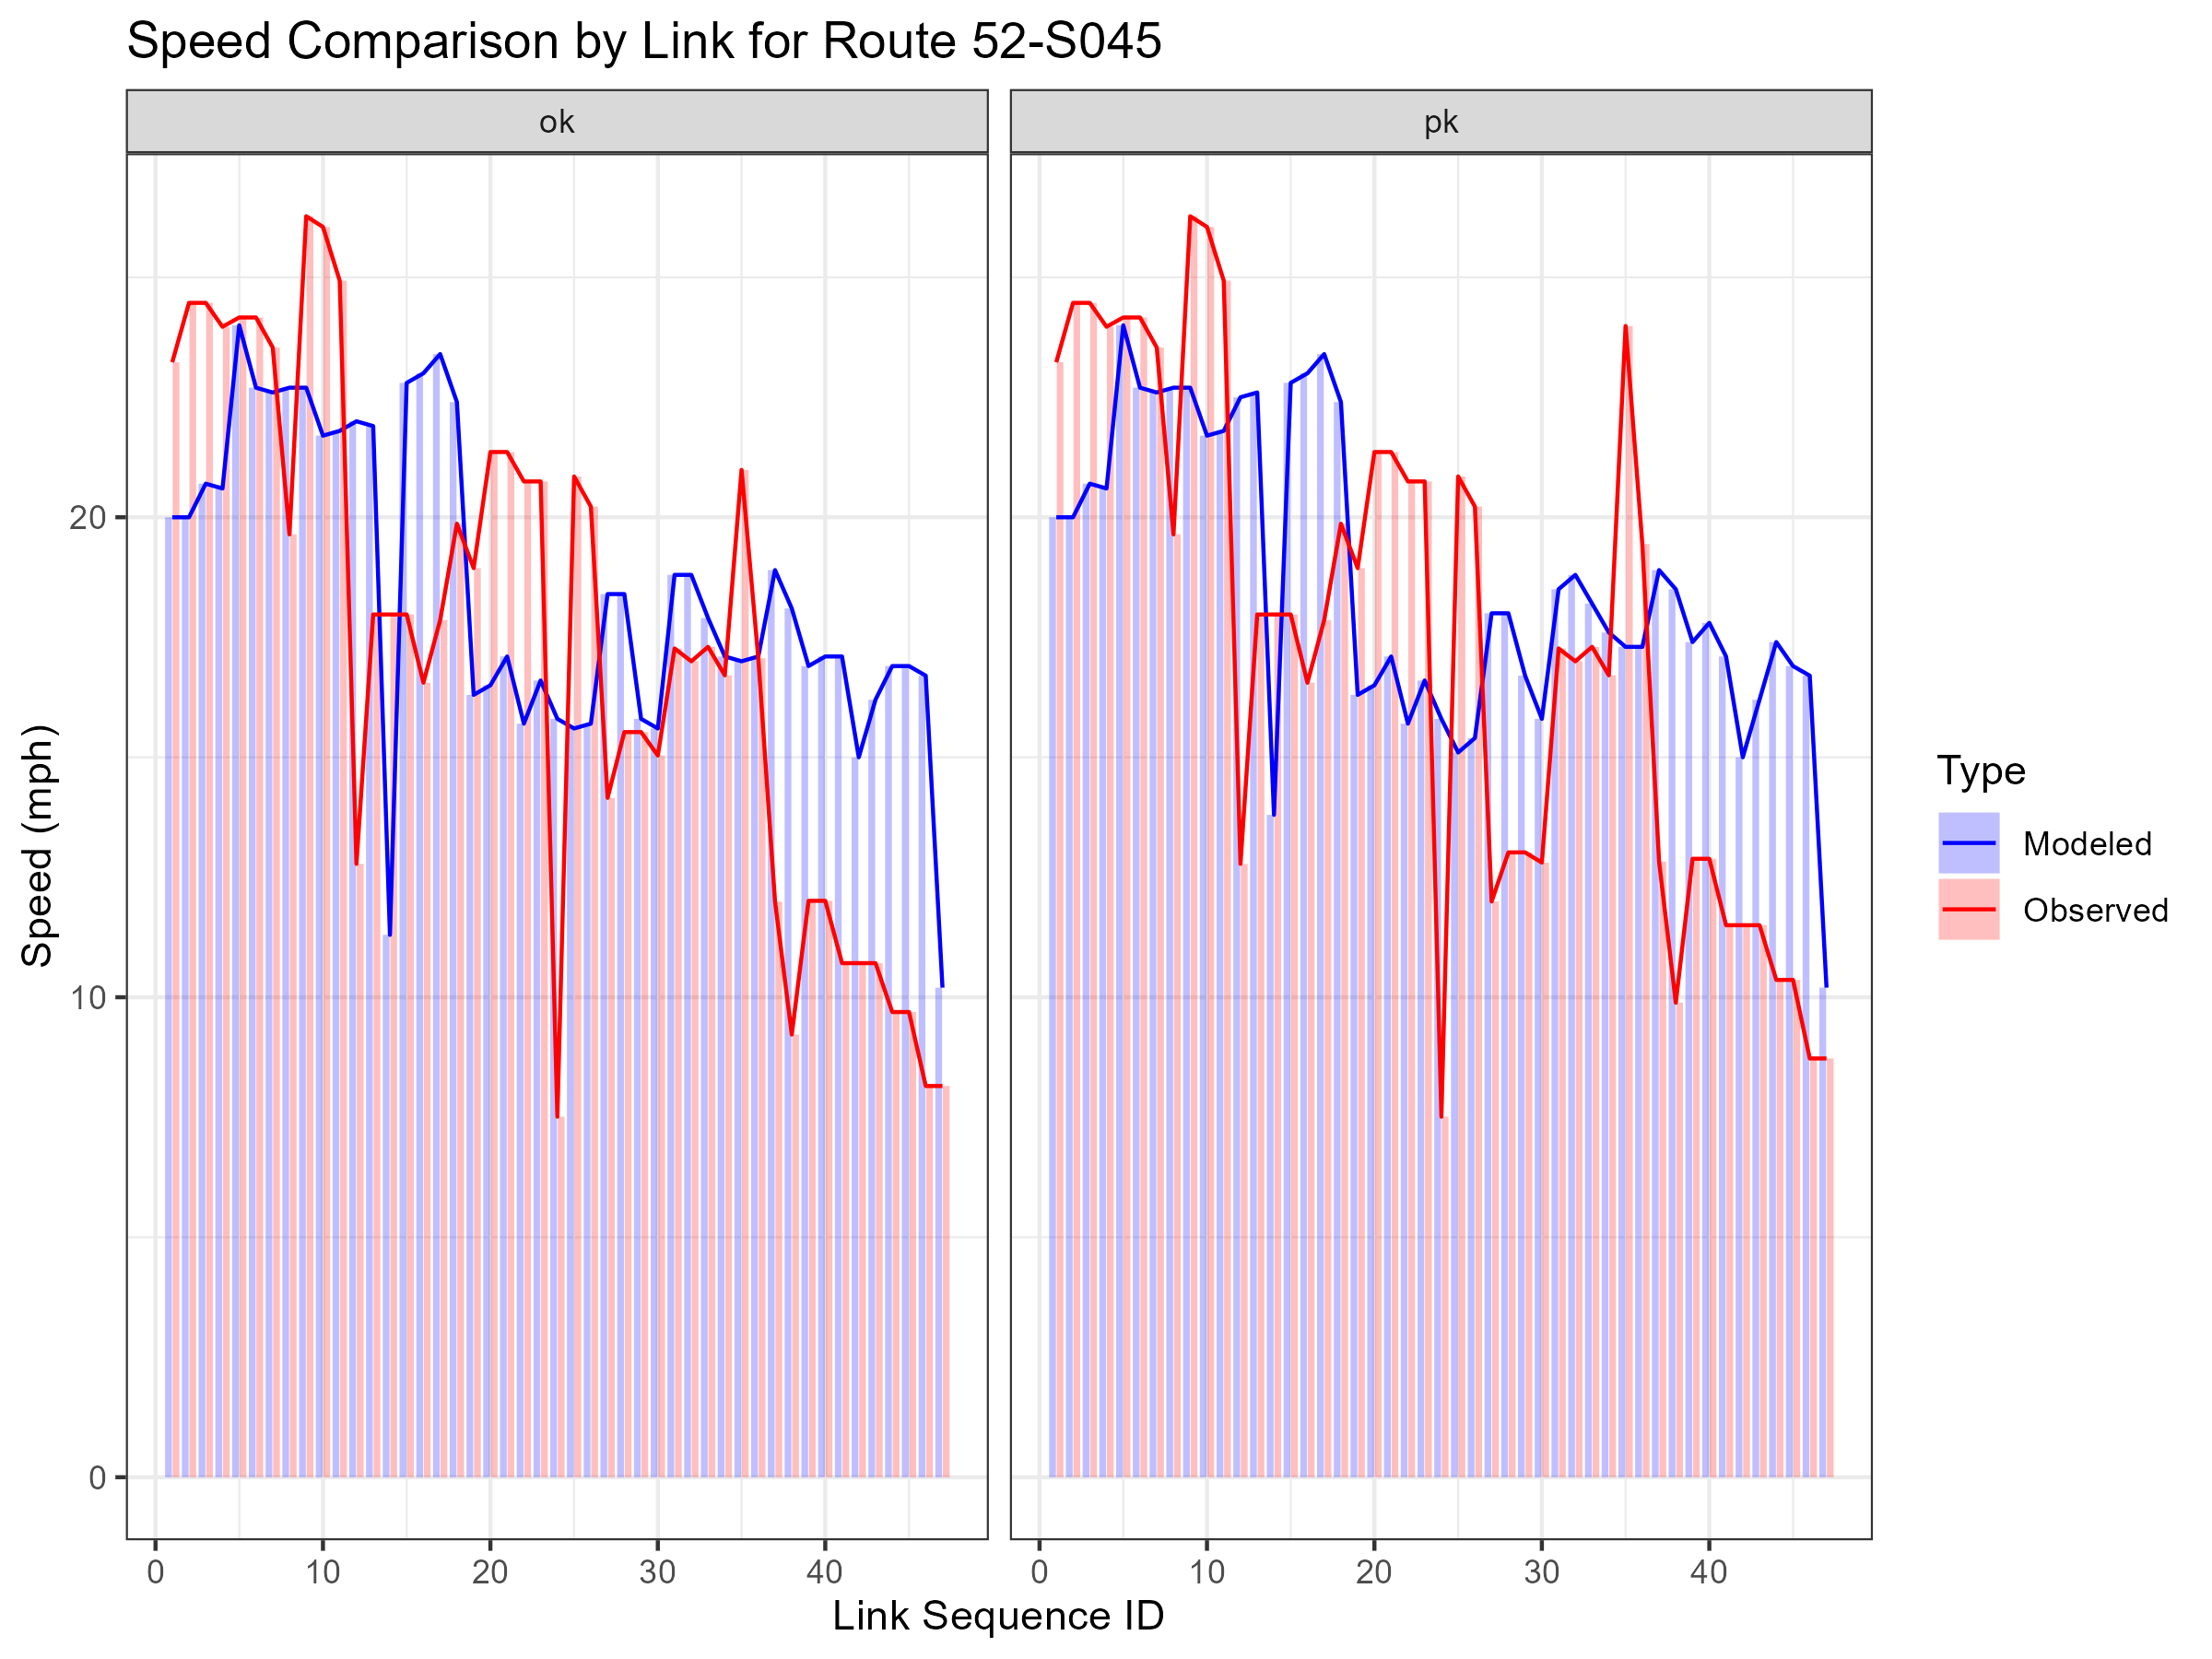 Speed Comparison by Link for Route 52-S045
ok
pk
20
10
0
Speed (mph)
0 10 20 30 40
0 10 20 30 40
Link Sequence ID
Type
Modeled
Observed